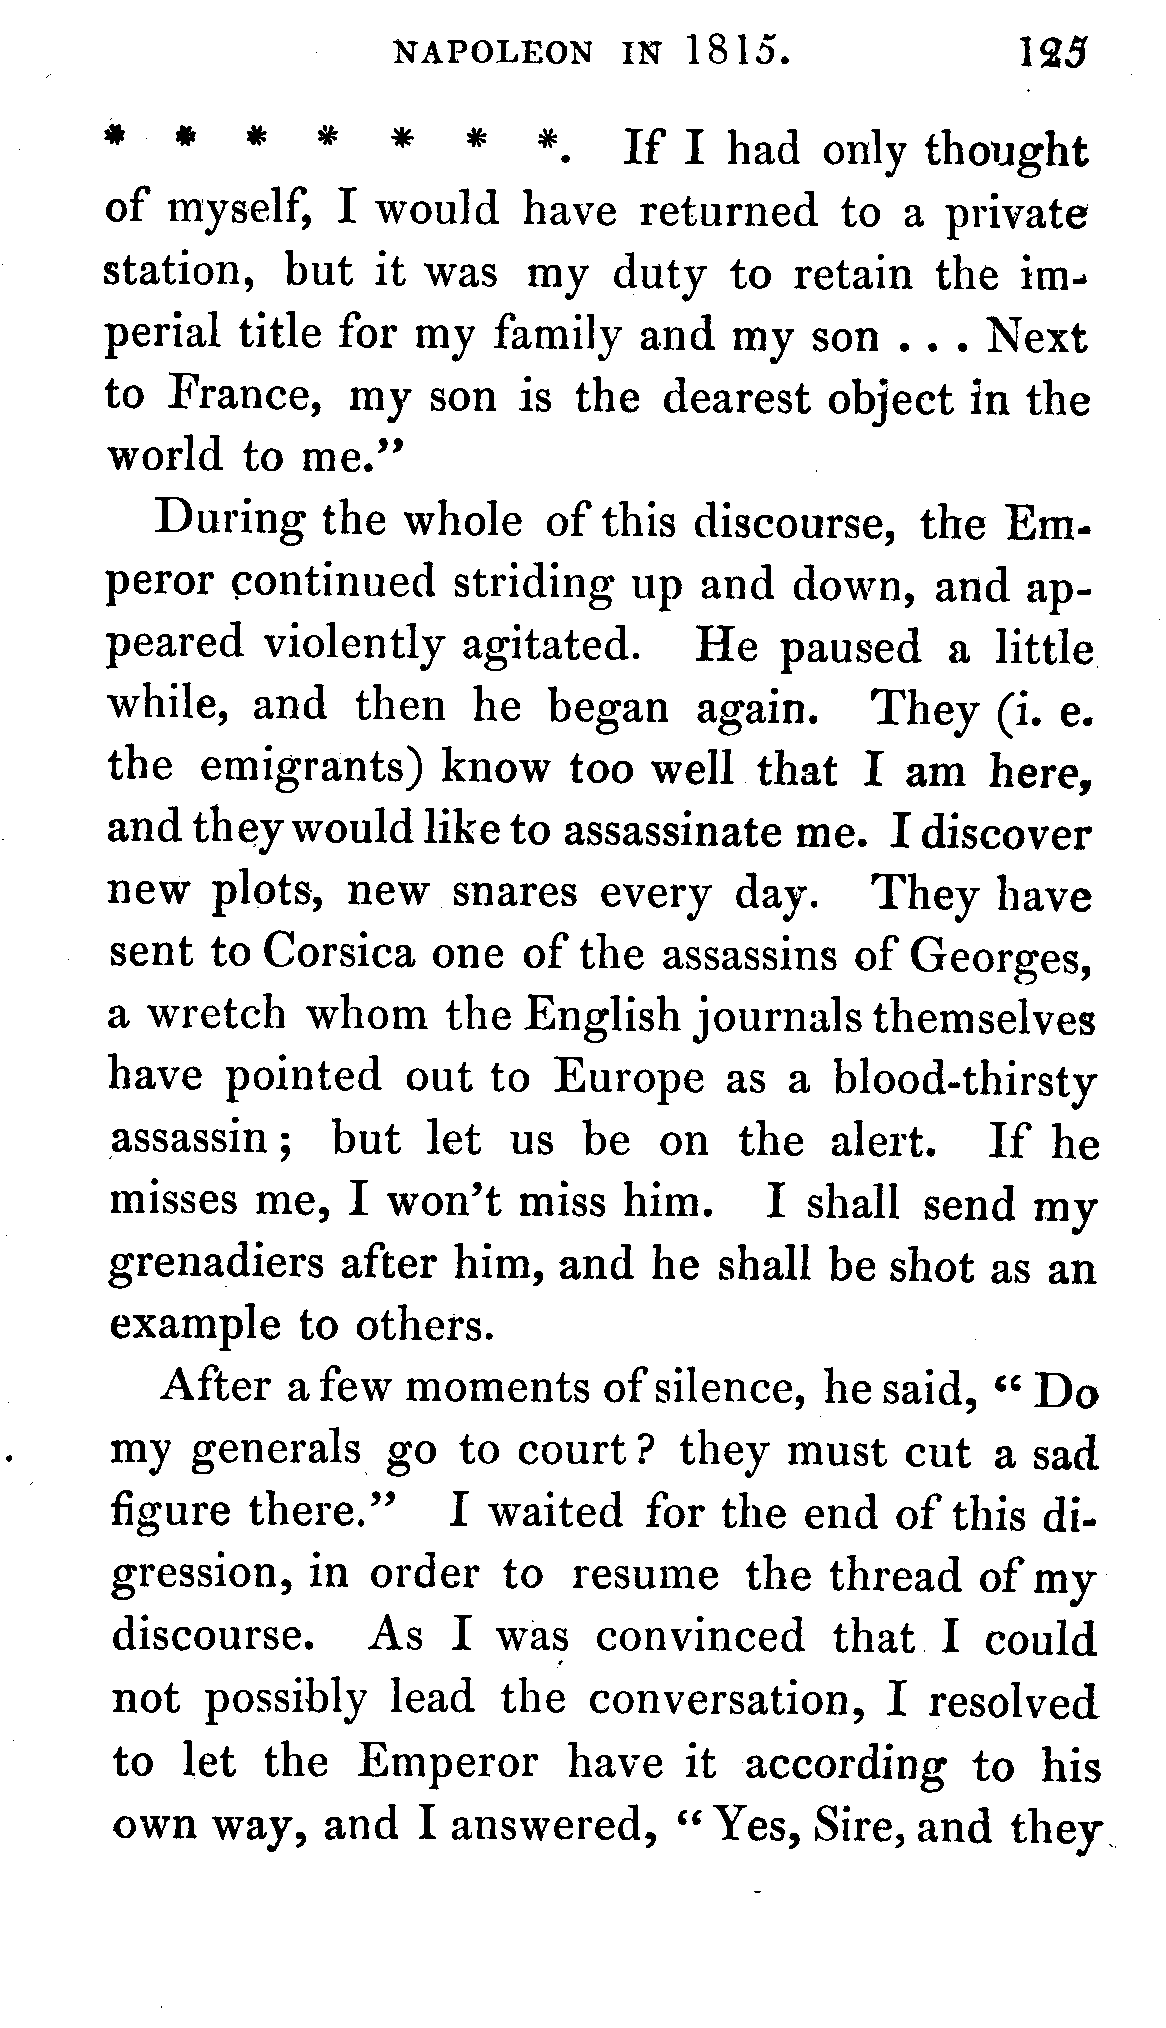 NAPOLEON IN 1815. 125
* * * * * * *. If I had only thought
of myself, I would have returned to a private
station, but it was my duty to retain the im-
perial title for my family and my son . . . Next
to France, my son is the dearest object in the
world to me."
During the whole of this discourse, the Em-
peror continued striding up and down, and ap-
peared violently agitated. He paused a little
while, and then he began again. They (i. e.
the emigrants) know too well that I am here,
and they would like to assassinate me. I discover
new plots, new snares every day. They have
sent to Corsica one of the assassins of Georges,
a wretch whom the English journals themselves
have pointed out to Europe as a blood-thirsty
assassin; but let us be on the alert. If he
misses me, I won't miss him. I shall send my
grenadiers after him, and he shall be shot as an
example to others.
After a few moments of silence, he said, "Do
my generals go to court? they must cut a sad
figure there." I waited for the end of this di-
gression, in order to resume the thread of my
discourse. As I was convinced that I could
not possibly lead the conversation, I resolved
to let the Emperor have it according to his
own way, and I answered, "Yes, Sire, and they